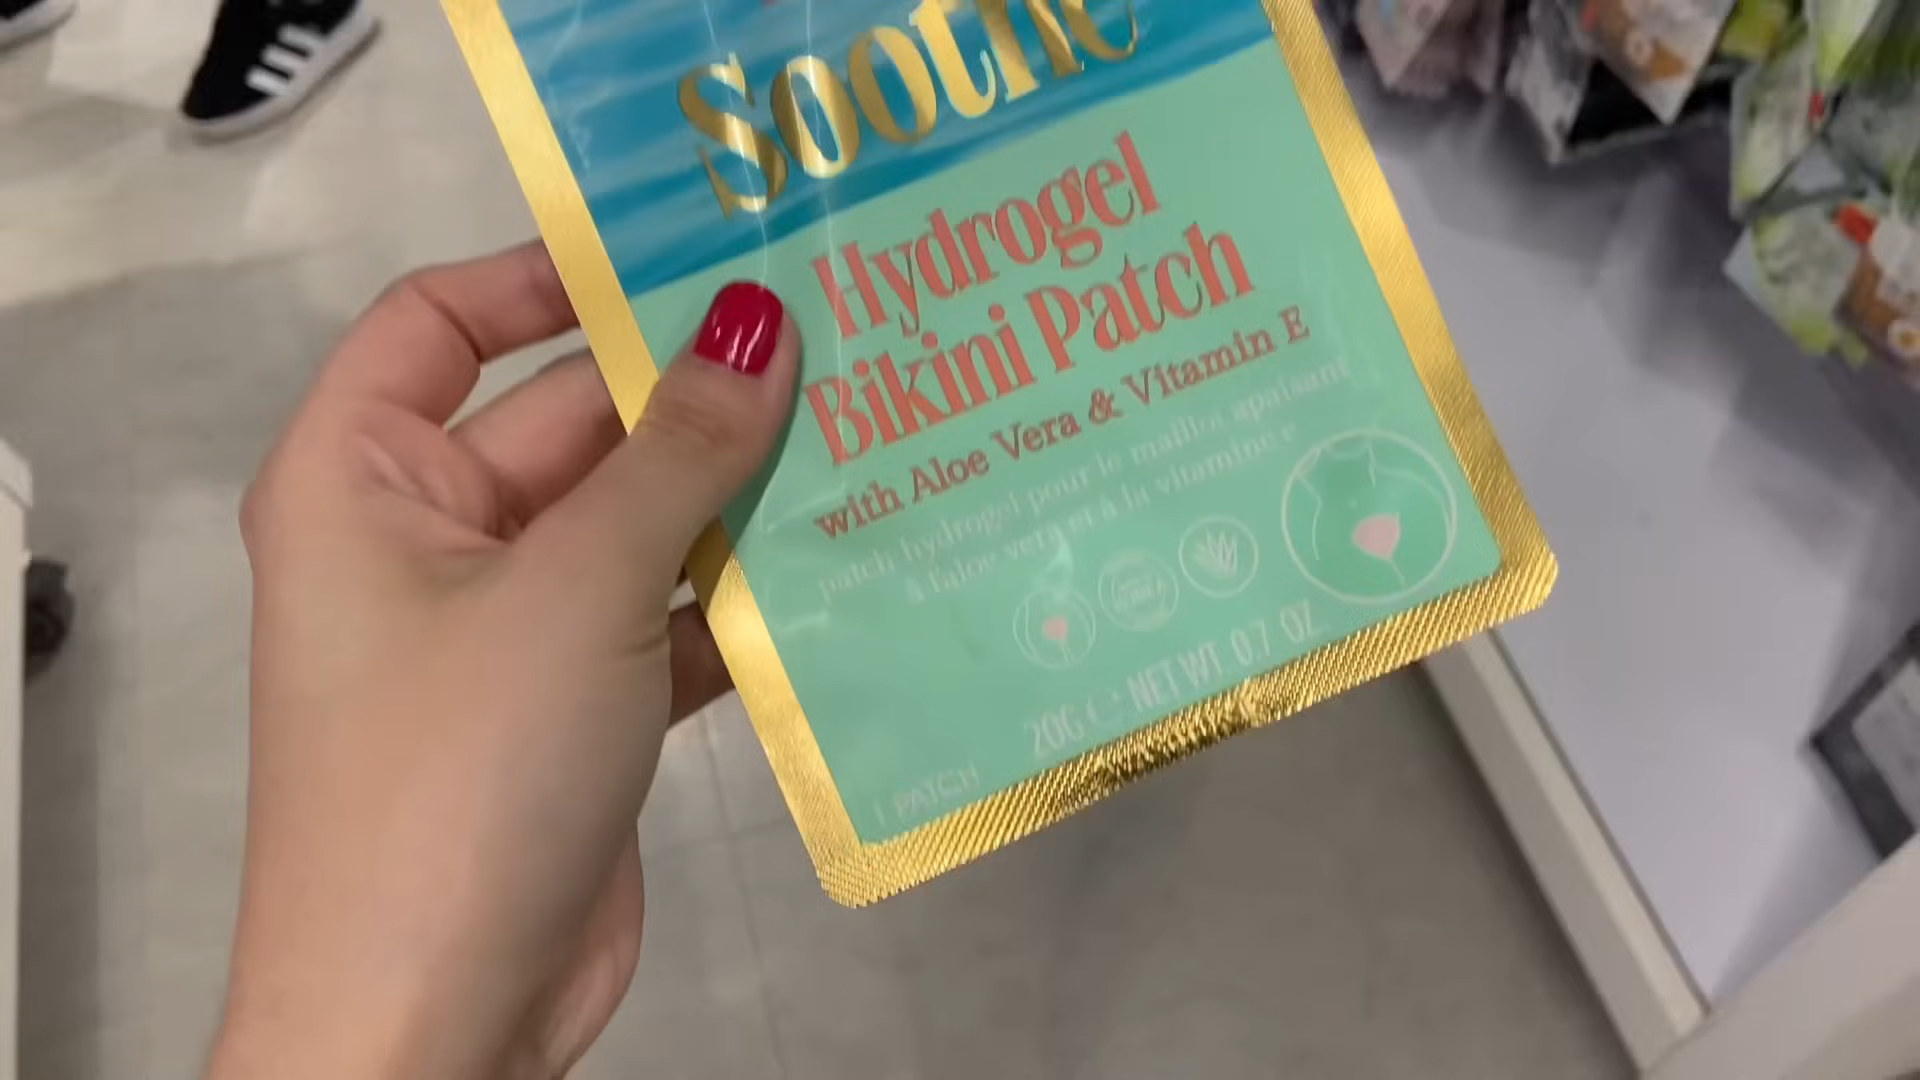 Soothe
Hydrogel
Bikini Patch
with Aloe Vera & Vitamin E
patch hydrogel pour le maillot apaisant
à l'aloe vera et à la vitamine e
20G e NET WT 0.7 OZ
1 PATCH